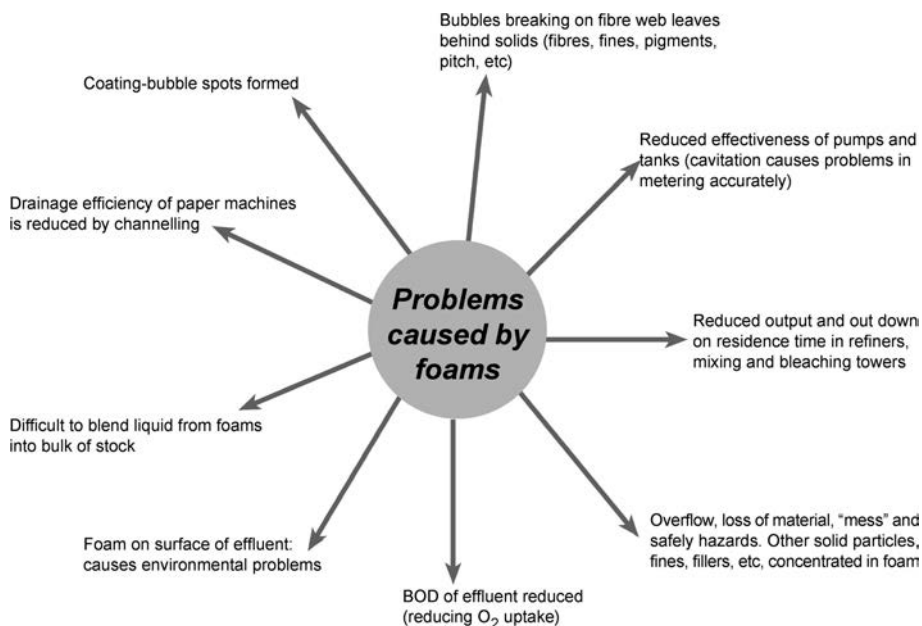 Bubbles breaking on fibre web leaves
behind solids (fibres, fines, pigments,
pitch, etc)
Coating-bubble spots formed
Reduced effectiveness of pumps and
tanks (cavitation causes problems in
metering accurately)
Drainage efficiency of paper machines
is reduced by channelling
Problems
caused by
foams
Reduced output and out down
on residence time in refiners,
mixing and bleaching towers
Difficult to blend liquid from foams
into bulk of stock
Overflow, loss of material, “mess” and
safely hazards. Other solid particles,
fines, fillers, etc, concentrated in foam
Foam on surface of effluent:
causes environmental problems
BOD of effluent reduced
(reducing O₂ uptake)